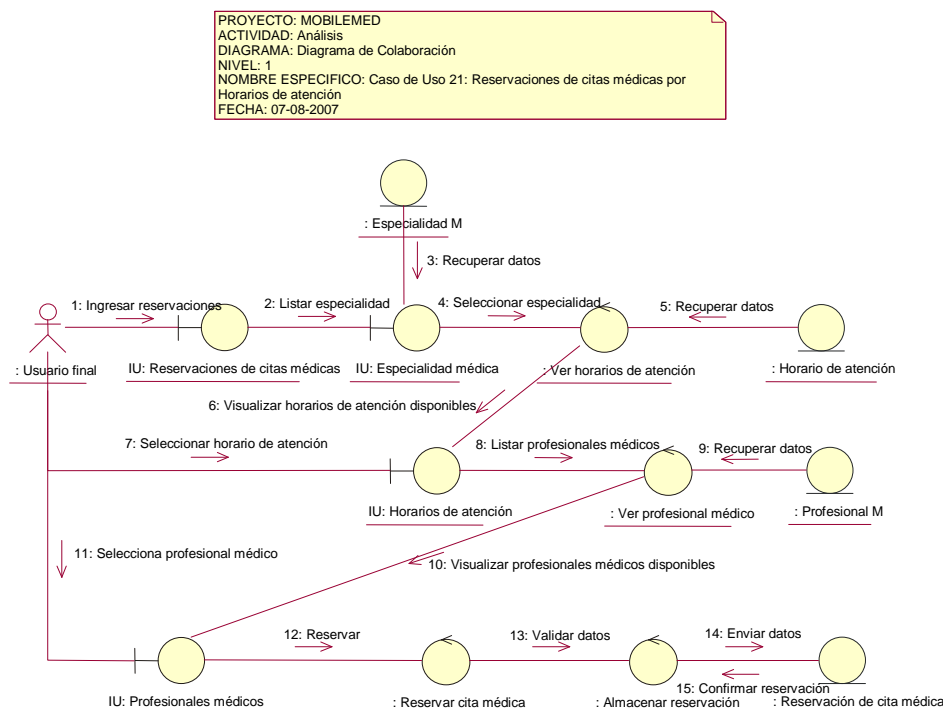 PROYECTO: MOBILEMED
ACTIVIDAD: Análisis
DIAGRAMA: Diagrama de Colaboración
NIVEL: 1
NOMBRE ESPECIFICO: Caso de Uso 21: Reservaciones de citas médicas por
Horarios de atención
FECHA: 07-08-2007
: Especialidad M
3: Recuperar datos
1: Ingresar reservaciones
2: Listar especialidad
4: Seleccionar especialidad
5: Recuperar datos
: Usuario final
IU: Reservaciones de citas médicas
IU: Especialidad médica
: Ver horarios de atención
: Horario de atención
6: Visualizar horarios de atención disponibles
7: Seleccionar horario de atención
8: Listar profesionales médicos
9: Recuperar datos
IU: Horarios de atención
: Ver profesional médico
: Profesional M
11: Selecciona profesional médico
10: Visualizar profesionales médicos disponibles
12: Reservar
13: Validar datos
14: Enviar datos
15: Confirmar reservación
IU: Profesionales médicos
: Reservar cita médica
: Almacenar reservación
: Reservación de cita médica